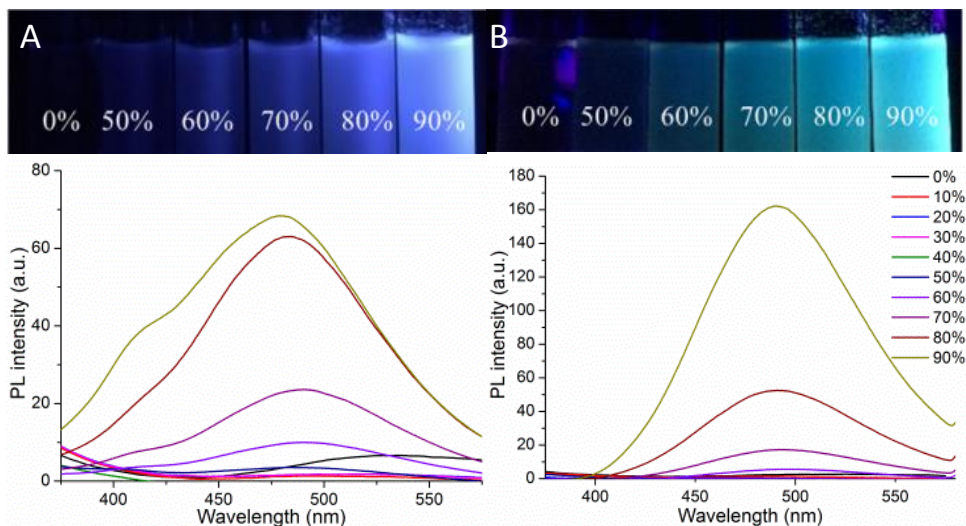 A
0% 50% 60% 70% 80% 90%
B
0% 50% 60% 70% 80% 90%
80
60
40
20
0
PL intensity (a.u.)
400 450 500 550
Wavelength (nm)
180
160
140
120
100
80
60
40
20
0
PL intensity (a.u.)
400 450 500 550
Wavelength (nm)
0%
10%
20%
30%
40%
50%
60%
70%
80%
90%